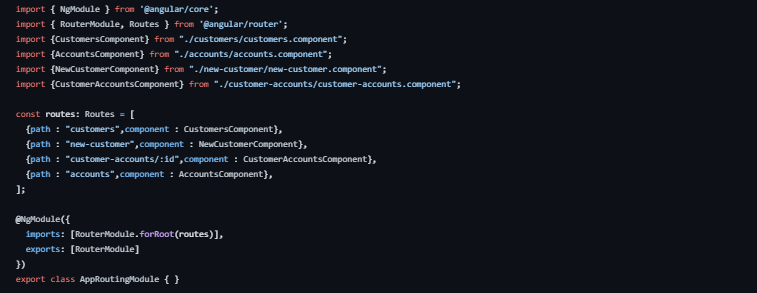 import { NgModule } from '@angular/core';
import { RouterModule, Routes } from '@angular/router';
import {CustomersComponent} from "./customers/customers.component";
import {AccountsComponent} from "./accounts/accounts.component";
import {NewCustomerComponent} from "./new-customer/new-customer.component";
import {CustomerAccountsComponent} from "./customer-accounts/customer-accounts.component";
const routes: Routes = [
{path : "customers",component : CustomersComponent},
{path : "new-customer",component : NewCustomerComponent},
{path : "customer-accounts/:id",component : CustomerAccountsComponent},
{path : "accounts",component : AccountsComponent},
];
@NgModule({
imports: [RouterModule.forRoot(routes)],
exports: [RouterModule]
})
export class AppRoutingModule { }